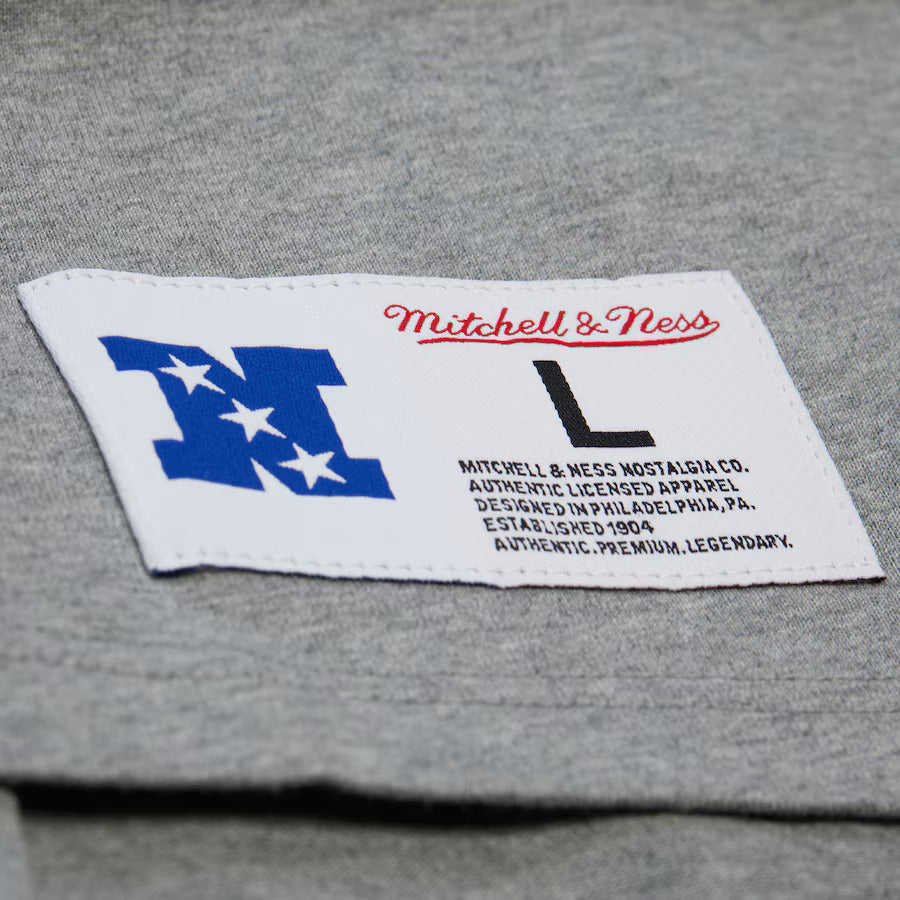 N
Mitchell & Ness
L
MITCHELL & NESS NOSTALGIA CO.
AUTHENTIC LICENSED APPAREL
DESIGNED IN PHILADELPHIA, PA.
ESTABLISHED 1904
AUTHENTIC.PREMIUM.LEGENDARY.